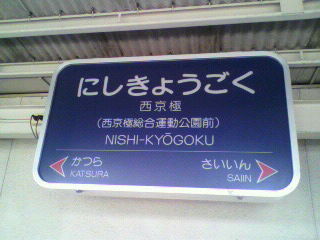 にしきょうごく
西京極
(西京極総合運動公園前)
NISHI-KYŌGOKU
かつら さいいん
KATSURA SAIIN